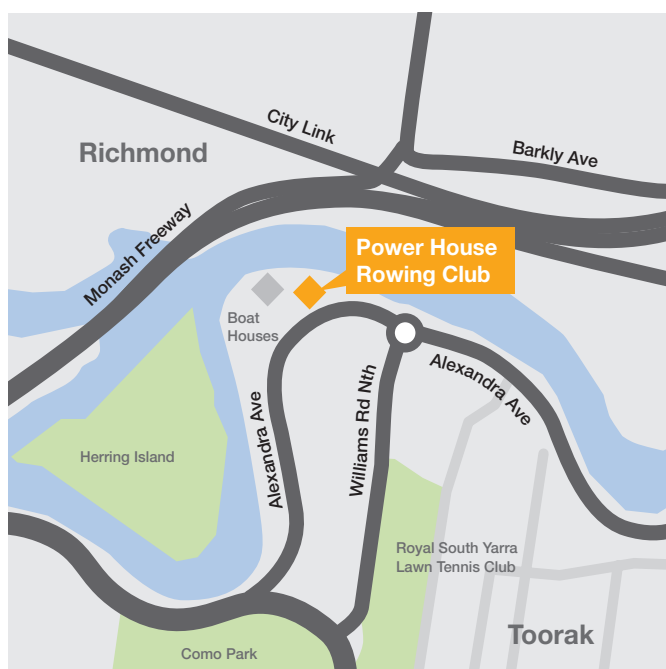 City Link
Richmond
Barkly Ave
Monash Freeway
Power House
Rowing Club
Boat
Houses
Alexandra Ave
Williams Rd Nth
Alexandra Ave
Herring Island
Royal South Yarra
Lawn Tennis Club
Toorak
Como Park